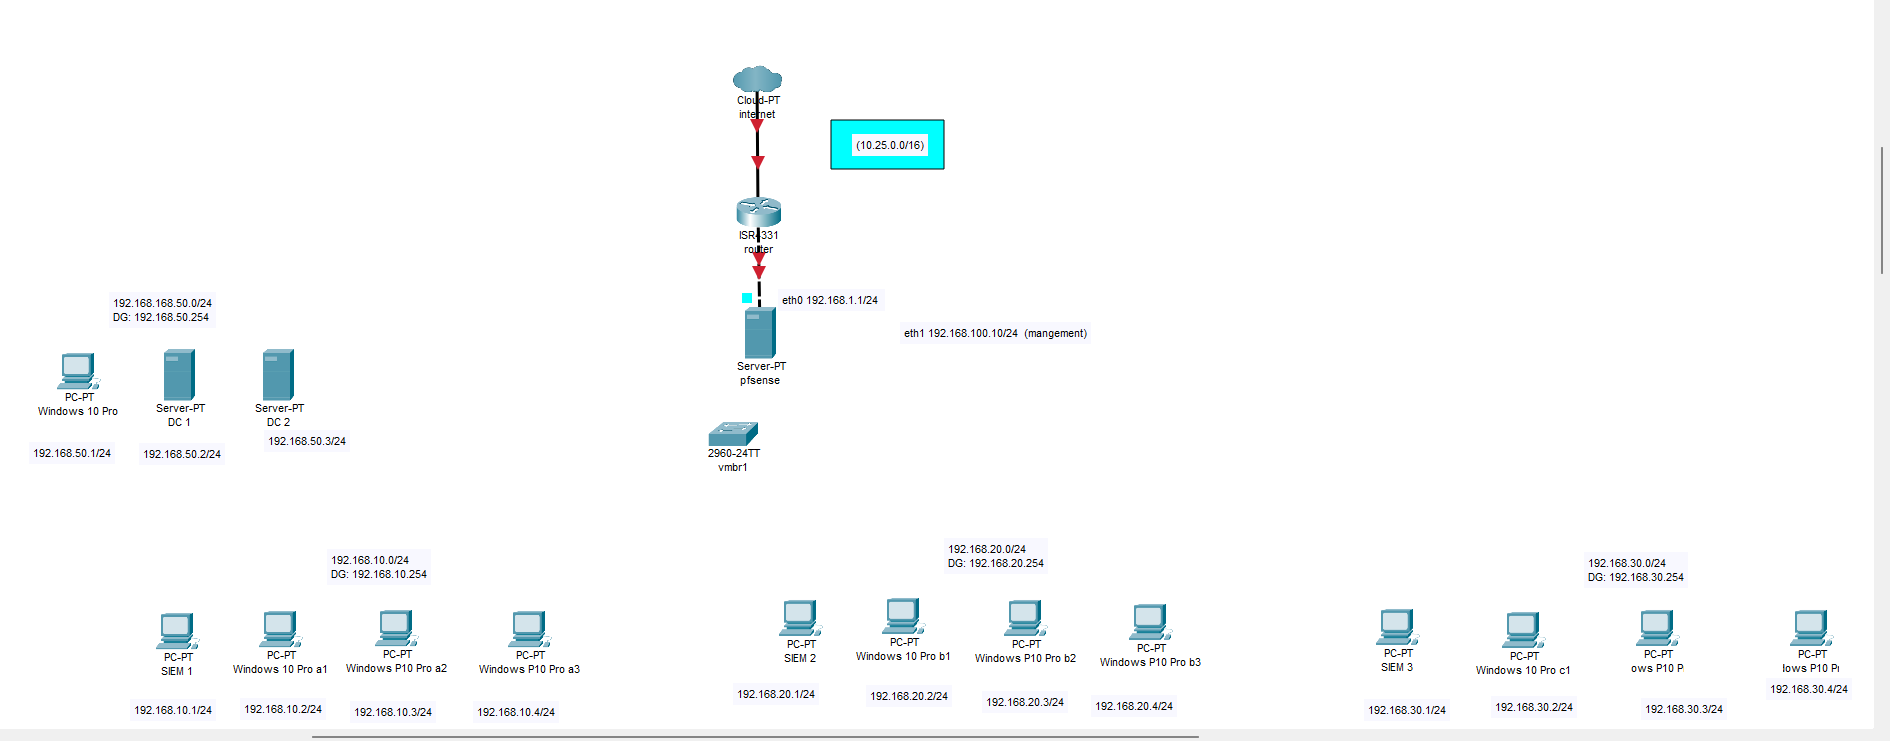 Cloud-PT
internet
(10.25.0.0/16)
ISR4331
router
eth0 192.168.1.1/24
eth1 192.168.100.10/24 (mangement)
Server-PT
pfsense
192.168.168.50.0/24
DG: 192.168.50.254
PC-PT
Windows 10 Pro
Server-PT
DC 1
Server-PT
DC 2
192.168.50.1/24
192.168.50.2/24
192.168.50.3/24
2960-24TT
vmbr1
192.168.10.0/24
DG: 192.168.10.254
PC-PT
SIEM 1
PC-PT
Windows 10 Pro a1
PC-PT
Windows P10 Pro a2
PC-PT
Windows P10 Pro a3
192.168.10.1/24
192.168.10.2/24
192.168.10.3/24
192.168.10.4/24
192.168.20.0/24
DG: 192.168.20.254
PC-PT
SIEM 2
PC-PT
Windows 10 Pro b1
PC-PT
Windows P10 Pro b2
PC-PT
Windows P10 Pro b3
192.168.20.1/24
192.168.20.2/24
192.168.20.3/24
192.168.20.4/24
192.168.30.0/24
DG: 192.168.30.254
PC-PT
SIEM 3
PC-PT
Windows 10 Pro c1
PC-PT
ows P10 P
PC-PT
lows P10 Pr
192.168.30.1/24
192.168.30.2/24
192.168.30.3/24
192.168.30.4/24